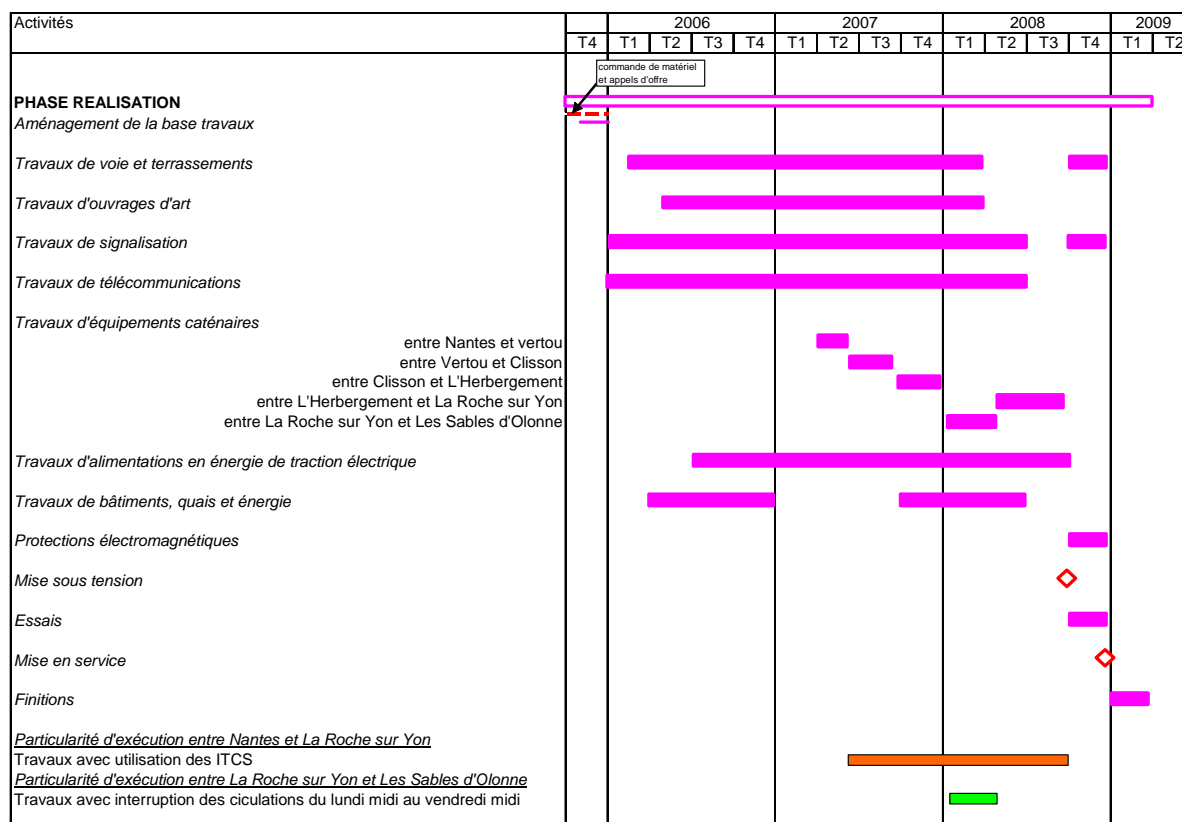 Activités 2006 2007 2008 2009
T4 T1 T2 T3 T4 T1 T2 T3 T4 T1 T2 T3 T4 T1 T2
commande de matériel
et appels d'offre
PHASE REALISATION
Aménagement de la base travaux
Travaux de voie et terrassements
Travaux d'ouvrages d'art
Travaux de signalisation
Travaux de télécommunications
Travaux d'équipements caténaires
entre Nantes et vertou
entre Vertou et Clisson
entre Clisson et L'Herbergement
entre L'Herbergement et La Roche sur Yon
entre La Roche sur Yon et Les Sables d'Olonne
Travaux d'alimentations en énergie de traction électrique
Travaux de bâtiments, quais et énergie
Protections électromagnétiques
Mise sous tension
Essais
Mise en service
Finitions
Particularité d'exécution entre Nantes et La Roche sur Yon
Travaux avec utilisation des ITCS
Particularité d'exécution entre La Roche sur Yon et Les Sables d'Olonne
Travaux avec interruption des ciculations du lundi midi au vendredi midi